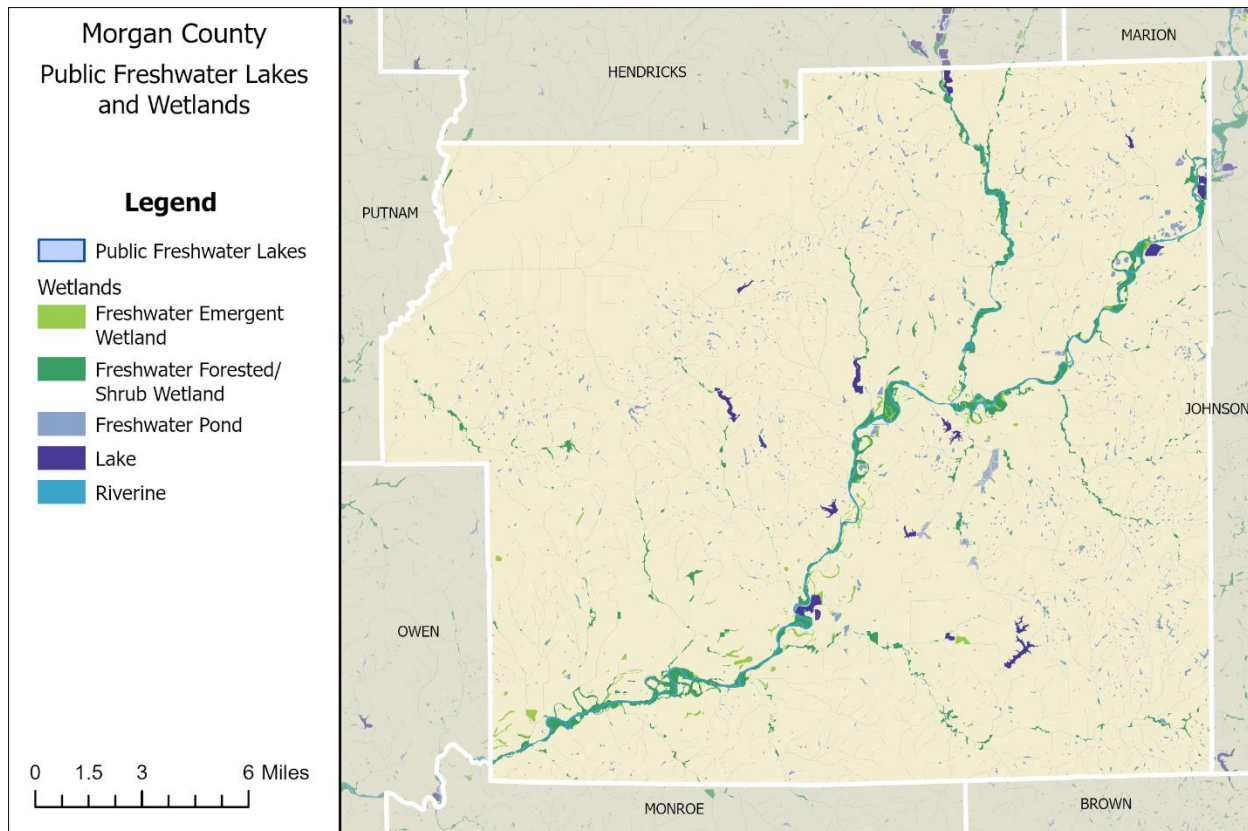 Morgan County
Public Freshwater Lakes
and Wetlands
Legend
Public Freshwater Lakes
Wetlands
Freshwater Emergent
Wetland
Freshwater Forested/
Shrub Wetland
Freshwater Pond
Lake
Riverine
0 1.5 3 6 Miles
MARION
HENDRICKS
PUTNAM
JOHNSON
OWEN
MONROE
BROWN